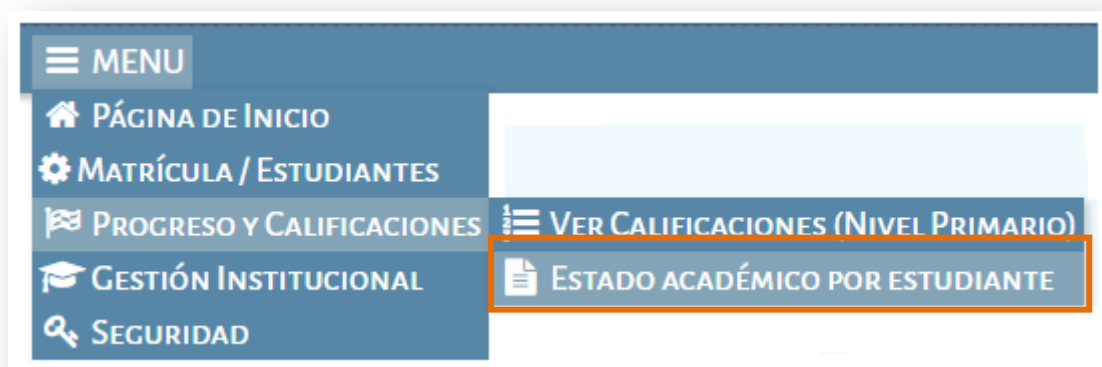 MENU
PÁGINA DE INICIO
MATRÍCULA / ESTUDIANTES
PROGRESO Y CALIFICACIONES
VER CALIFICACIONES (NIVEL PRIMARIO)
ESTADO ACADÉMICO POR ESTUDIANTE
GESTIÓN INSTITUCIONAL
SEGURIDAD